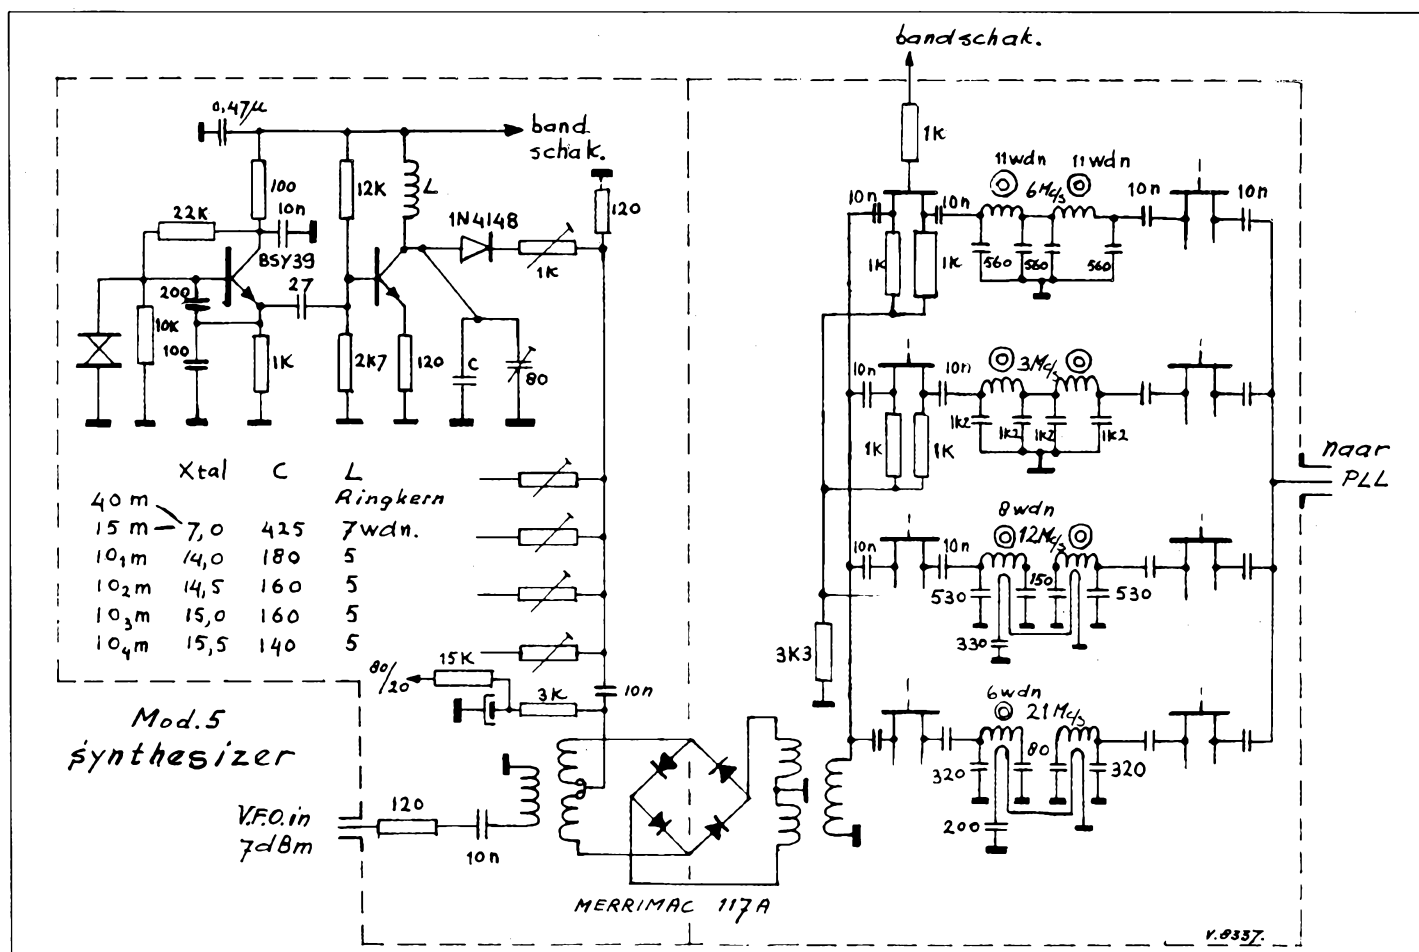 bandschak.
0,47µ
band
schak.
1K
11wdn
11wdn
6Mc/s
10n
10n
10n
10n
100
12K
L
22K
10n
BSY39
1N4148
1K
120
27
200
10K
100
1K
2K7
120
C
80
1K
1K
560
560
560
10n
10n
3Mc/s
1K
1K
1k2
1k2
1k2
1k2
naar
PLL
Xtal C L
Ringkern
40m
15m 7,0 425 7wdn.
10₁m 14,0 180 5
10₂m 14,5 160 5
10₃m 15,0 160 5
10₄m 15,5 140 5
8wdn
12Mc/s
10n
10n
530
150
530
330
3K3
80/20
15K
3K
10n
6wdn
21Mc/s
320
80
320
200
Mod.5
synthesizer
V.F.O.in
7dBm
120
10n
MERRIMAC 117A
V.8337.